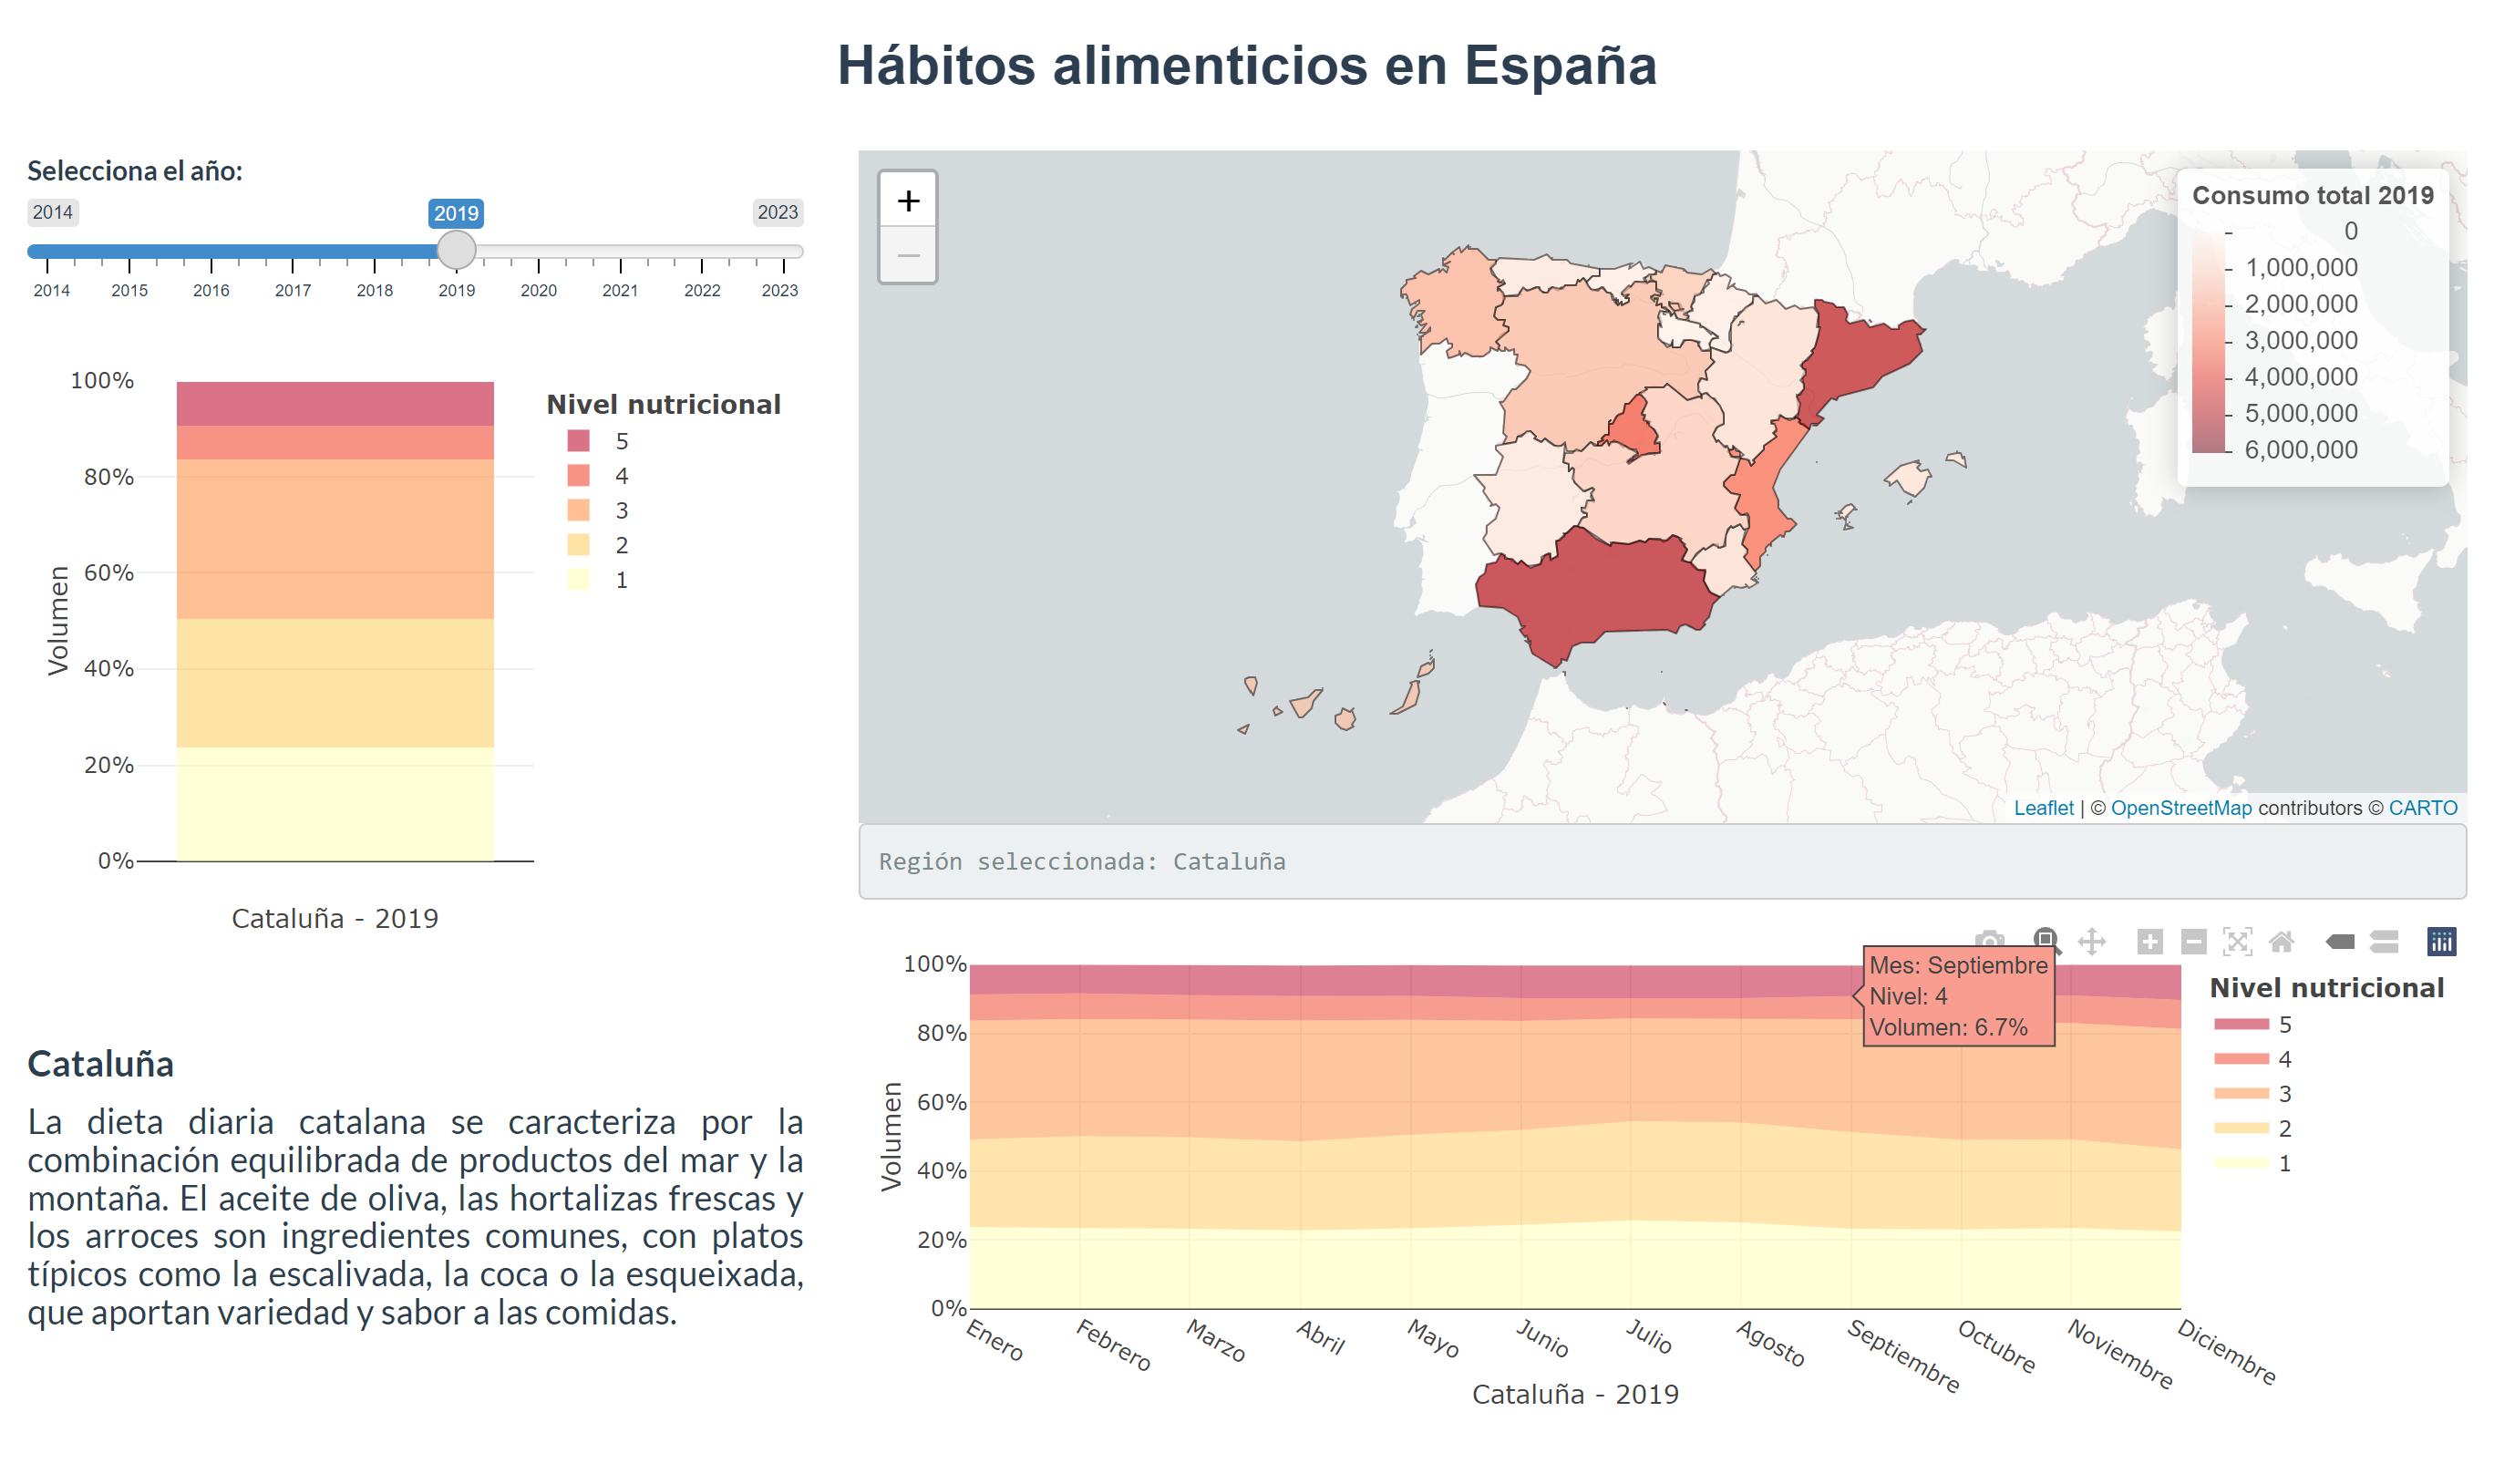 Hábitos alimenticios en España
Selecciona el año:
2014
2019
2023
2014 2015 2016 2017 2018 2019 2020 2021 2022 2023
100%
80%
60%
40%
20%
0%
Volumen
Cataluña - 2019
Nivel nutricional
5
4
3
2
1
Cataluña
La dieta diaria catalana se caracteriza por la
combinación equilibrada de productos del mar y la
montaña. El aceite de oliva, las hortalizas frescas y
los arroces son ingredientes comunes, con platos
típicos como la escalivada, la coca o la esqueixada,
que aportan variedad y sabor a las comidas.
+
−
Consumo total 2019
0
1,000,000
2,000,000
3,000,000
4,000,000
5,000,000
6,000,000
Leaflet | © OpenStreetMap contributors © CARTO
Región seleccionada: Cataluña
100%
80%
60%
40%
20%
0%
Volumen
Mes: Septiembre
Nivel: 4
Volumen: 6.7%
Enero Febrero Marzo Abril Mayo Junio Julio Agosto Septiembre Octubre Noviembre Diciembre
Cataluña - 2019
Nivel nutricional
5
4
3
2
1